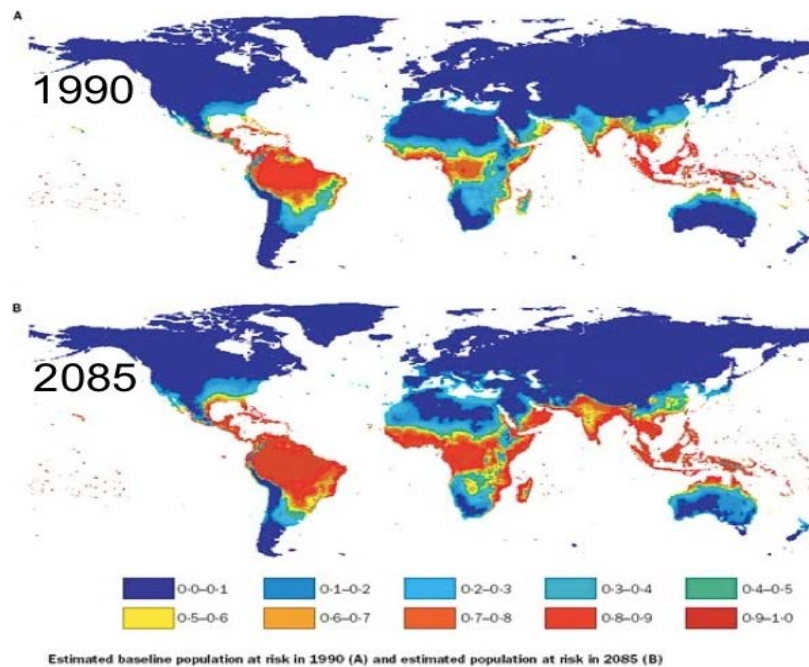 A
1990
B
2085
0·0–0·1 0·1–0·2 0·2–0·3 0·3–0·4 0·4–0·5
0·5–0·6 0·6–0·7 0·7–0·8 0·8–0·9 0·9–1·0
Estimated baseline population at risk in 1990 (A) and estimated population at risk in 2085 (B)